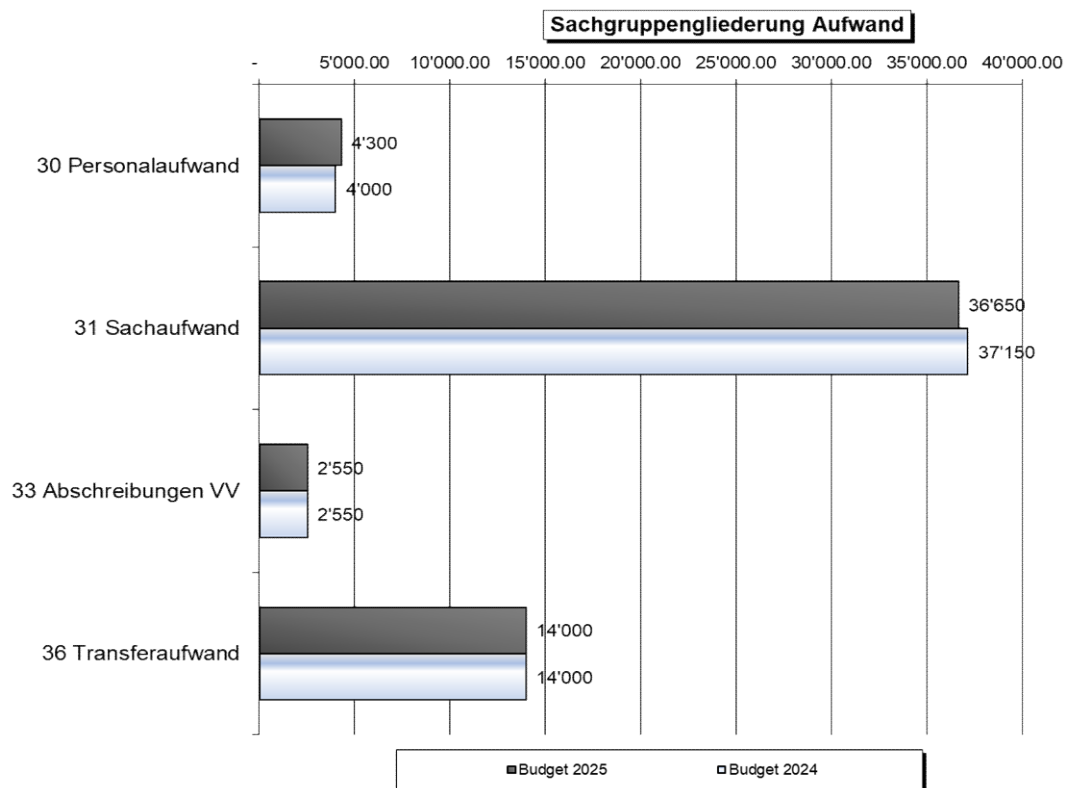 Sachgruppengliederung Aufwand
- 5'000.00 10'000.00 15'000.00 20'000.00 25'000.00 30'000.00 35'000.00 40'000.00
30 Personalaufwand
4'300
4'000
31 Sachaufwand
36'650
37'150
33 Abschreibungen VV
2'550
2'550
36 Transferaufwand
14'000
14'000
Budget 2025 Budget 2024